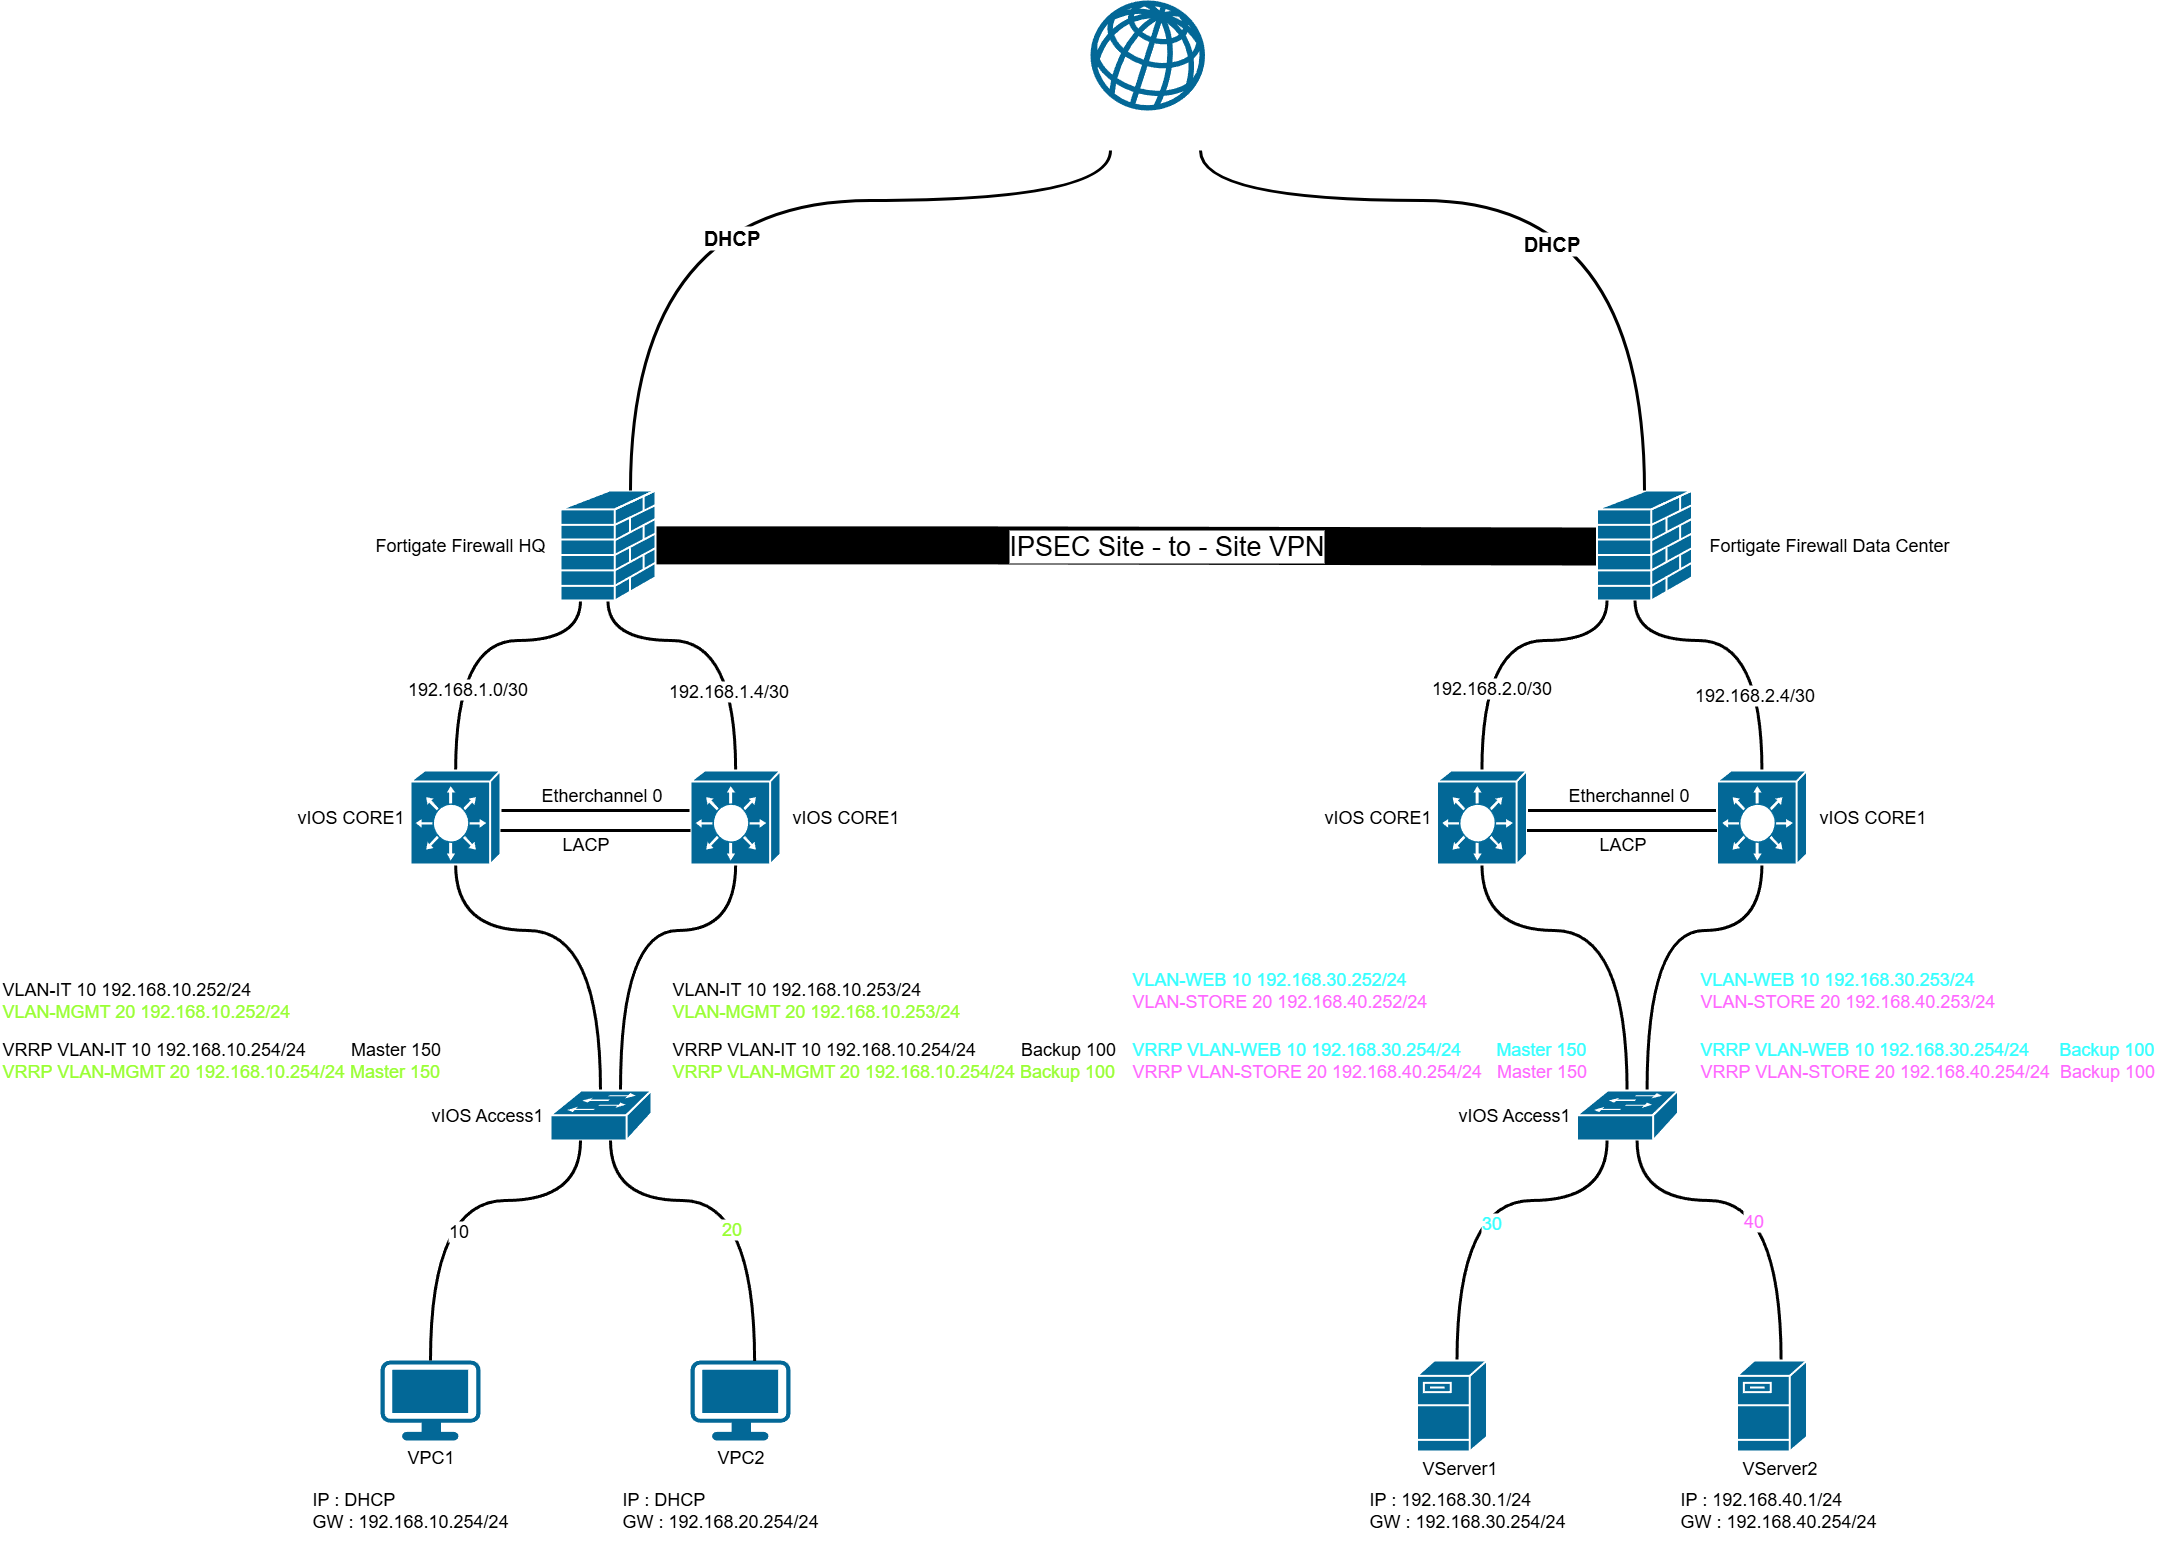 DHCP
DHCP
Fortigate Firewall HQ
IPSEC Site - to - Site VPN
Fortigate Firewall Data Center
192.168.1.0/30
192.168.1.4/30
192.168.2.0/30
192.168.2.4/30
vIOS CORE1
Etherchannel 0
LACP
vIOS CORE1
vIOS CORE1
Etherchannel 0
LACP
vIOS CORE1
VLAN-IT 10 192.168.10.252/24
VLAN-MGMT 20 192.168.10.252/24
VRRP VLAN-IT 10 192.168.10.254/24 Master 150
VRRP VLAN-MGMT 20 192.168.10.254/24 Master 150
VLAN-IT 10 192.168.10.253/24
VLAN-MGMT 20 192.168.10.253/24
VRRP VLAN-IT 10 192.168.10.254/24 Backup 100
VRRP VLAN-MGMT 20 192.168.10.254/24 Backup 100
VLAN-WEB 10 192.168.30.252/24
VLAN-STORE 20 192.168.40.252/24
VRRP VLAN-WEB 10 192.168.30.254/24 Master 150
VRRP VLAN-STORE 20 192.168.40.254/24 Master 150
VLAN-WEB 10 192.168.30.253/24
VLAN-STORE 20 192.168.40.253/24
VRRP VLAN-WEB 10 192.168.30.254/24 Backup 100
VRRP VLAN-STORE 20 192.168.40.254/24 Backup 100
vIOS Access1
vIOS Access1
10
20
30
40
VPC1
IP : DHCP
GW : 192.168.10.254/24
VPC2
IP : DHCP
GW : 192.168.20.254/24
VServer1
IP : 192.168.30.1/24
GW : 192.168.30.254/24
VServer2
IP : 192.168.40.1/24
GW : 192.168.40.254/24